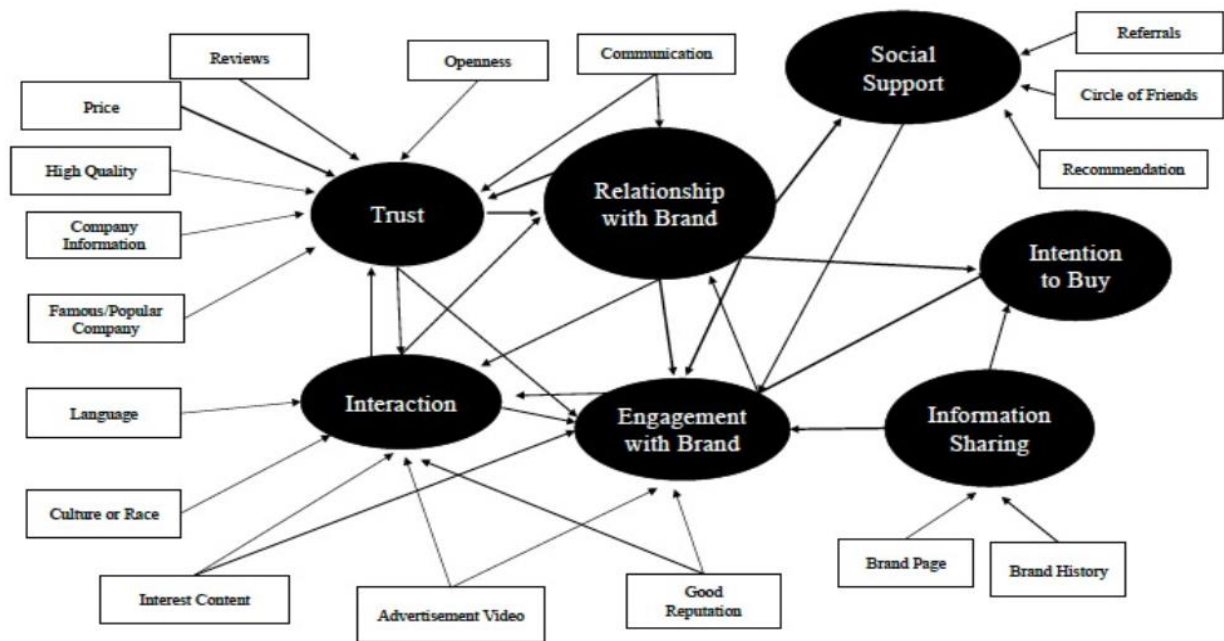 Reviews
Openness
Communication
Social
Support
Referrals
Price
Circle of Friends
High Quality
Trust
Relationship
with Brand
Recommendation
Company
Information
Intention
to Buy
Famous/Popular
Company
Language
Interaction
Engagement
with Brand
Information
Sharing
Culture or Race
Brand Page
Brand History
Interest Content
Advertisement Video
Good
Reputation